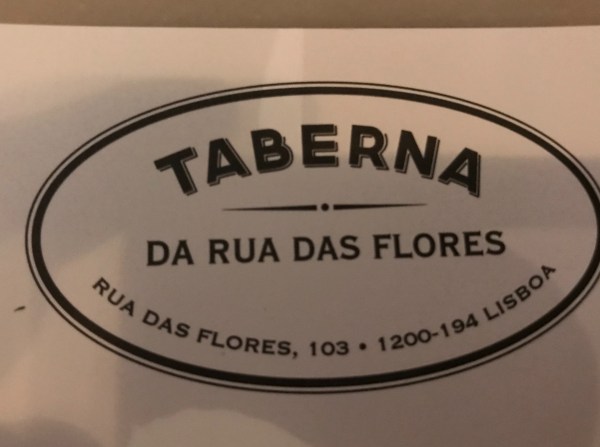 TABERNA
DA RUA DAS FLORES
RUA DAS FLORES, 103 • 1200-194 LISBOA